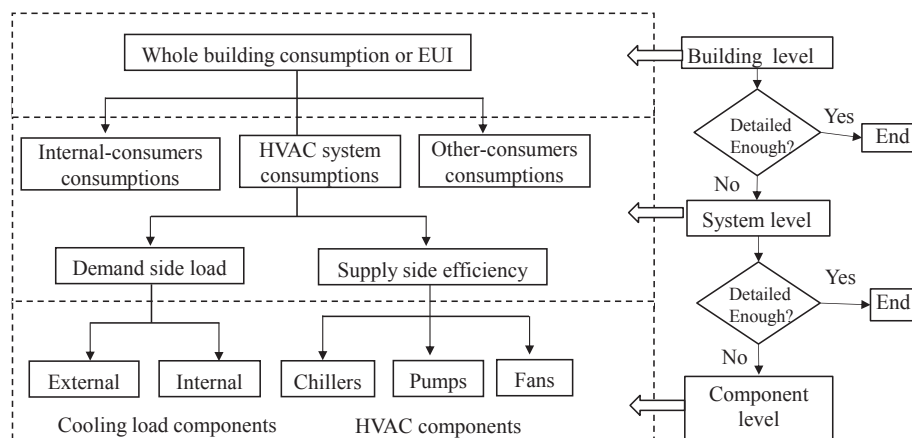 Whole building consumption or EUI
Building level
Detailed
Enough?
Yes
End
No
Internal-consumers
consumptions
HVAC system
consumptions
Other-consumers
consumptions
System level
Demand side load
Supply side efficiency
Detailed
Enough?
Yes
End
No
External
Internal
Chillers
Pumps
Fans
Component
level
Cooling load components
HVAC components